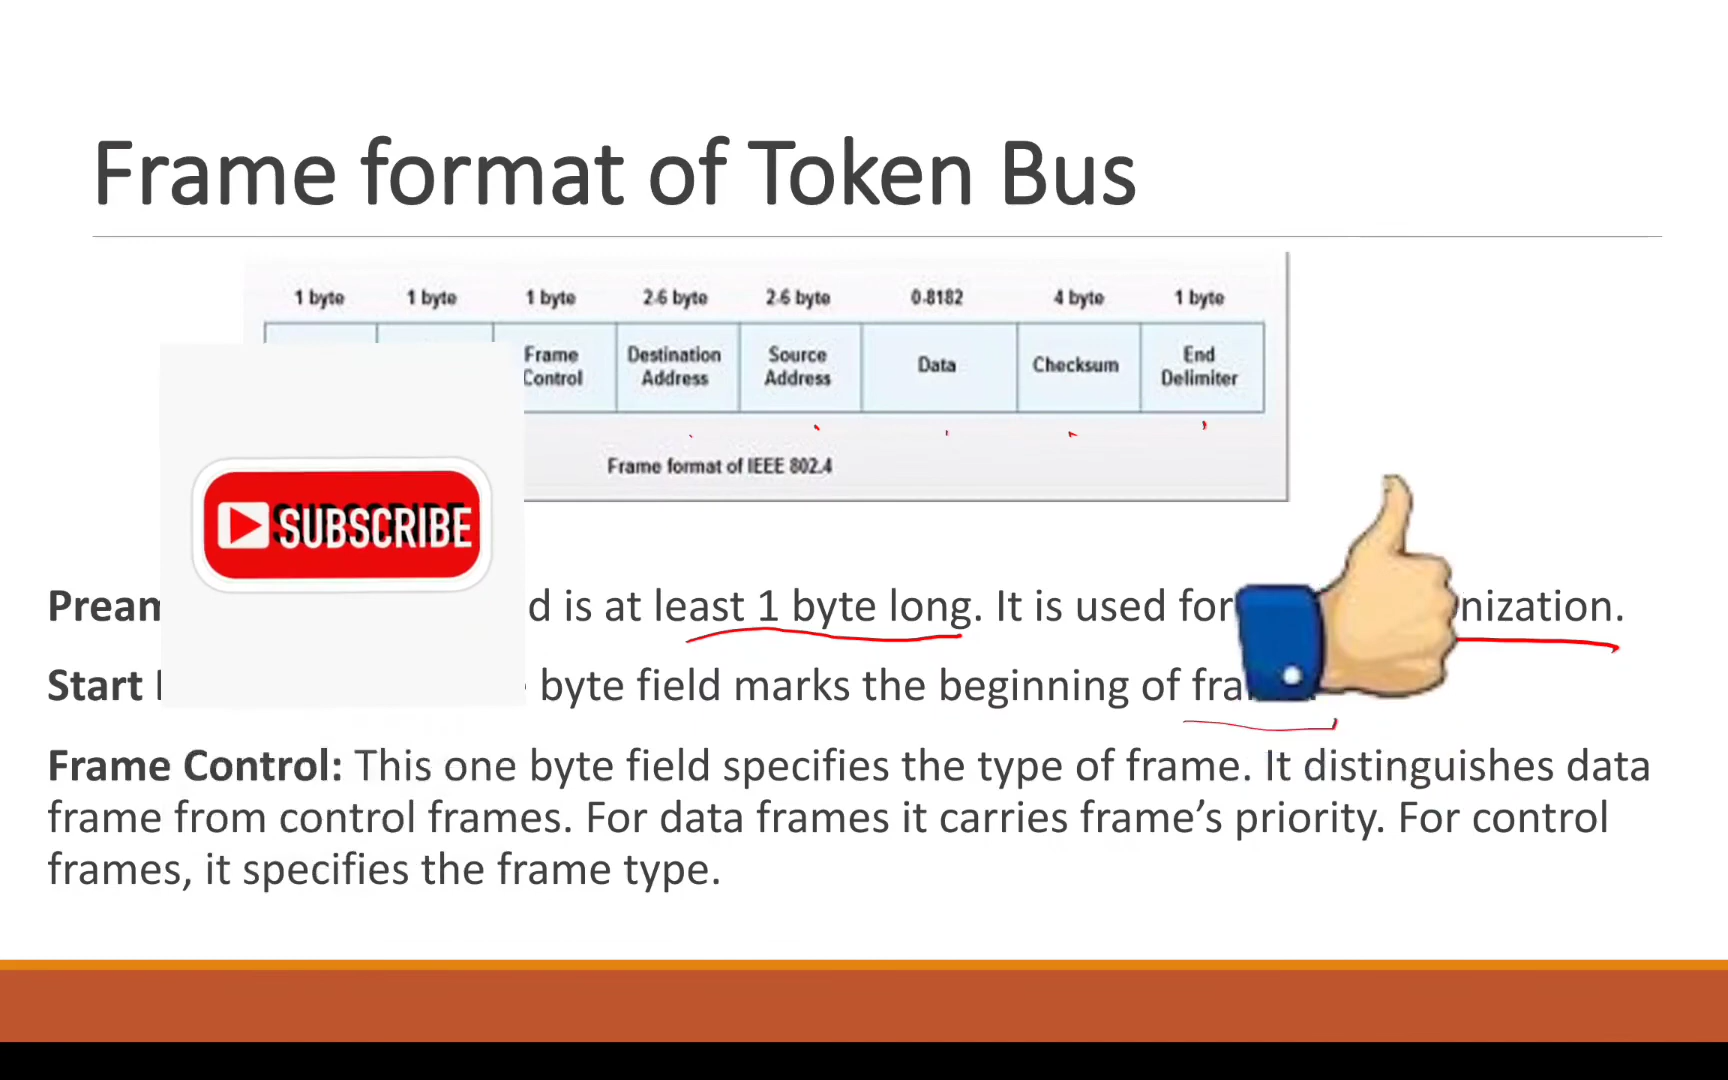 Frame format of Token Bus
1 byte 1 byte 1 byte 2-6 byte 2-6 byte 0-8182 4 byte 1 byte
Frame Control Destination Address Source Address Data Checksum End Delimiter
Frame format of IEEE 802.4
SUBSCRIBE
is at least 1 byte long. It is used for
Start byte field marks the beginning of
Frame Control: This one byte field specifies the type of frame. It distinguishes data
frame from control frames. For data frames it carries frame’s priority. For control
frames, it specifies the frame type.